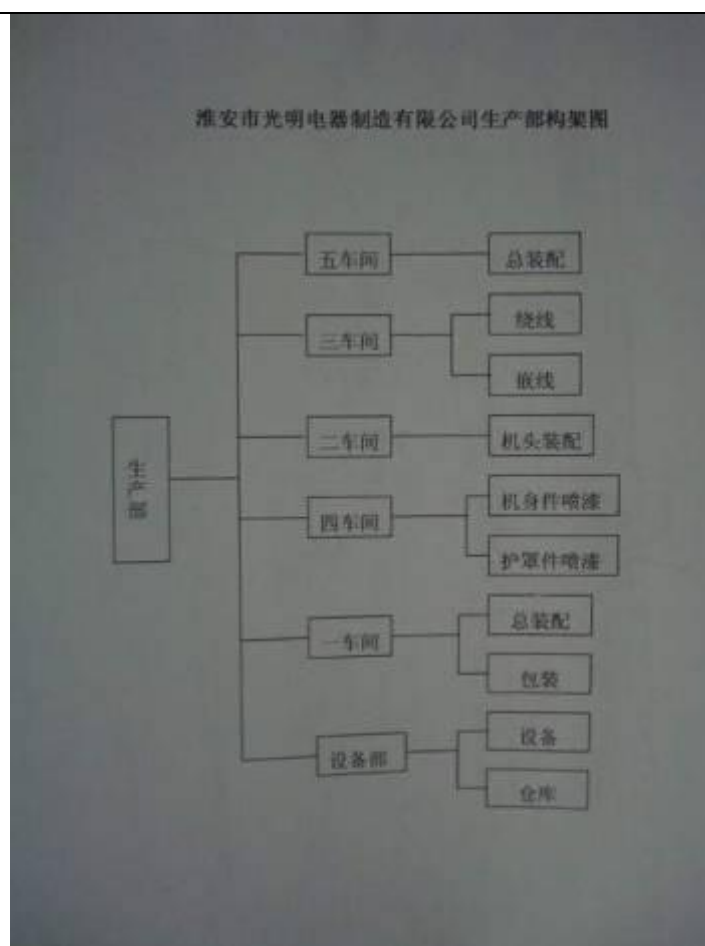 淮安市光明电器制造有限公司生产部构架图
五车间
总装配
三车间
绕线
嵌线
二车间
机头装配
生产部
四车间
机身件喷漆
护罩件喷漆
一车间
总装配
包装
设备部
设备
仓库